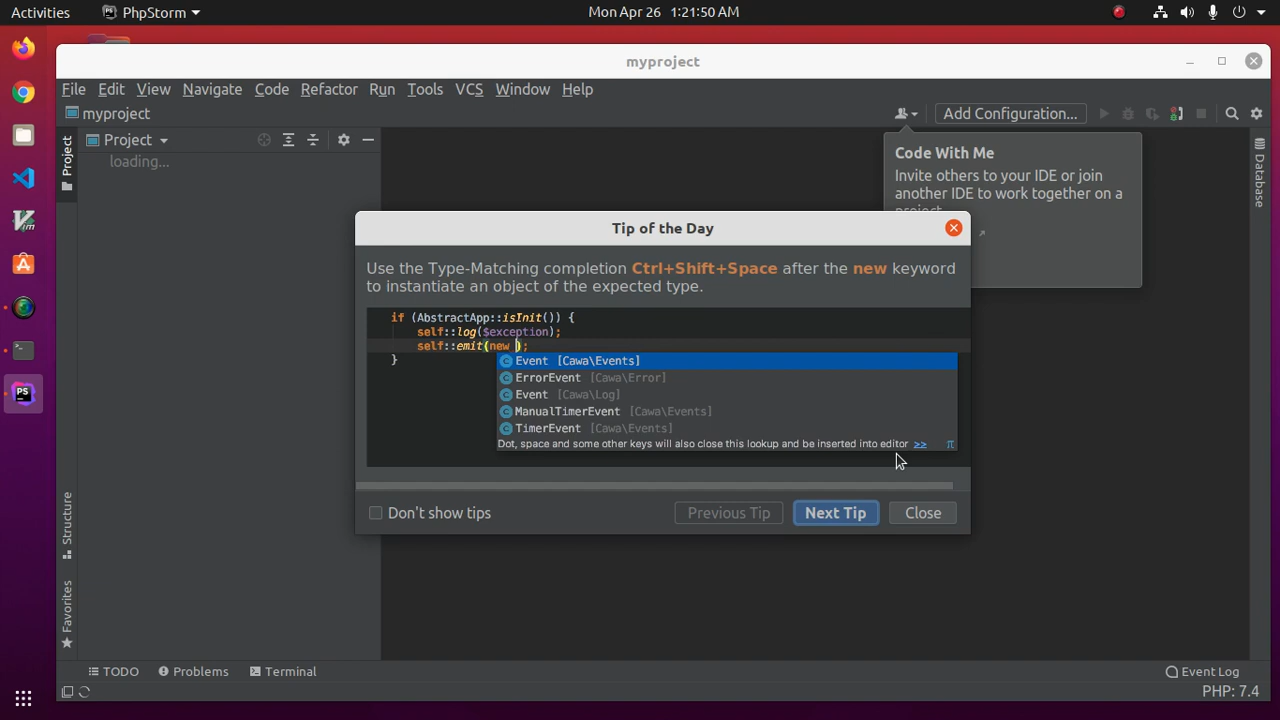 Activities
PhpStorm
Mon Apr 26 1:21:50 AM
myproject
File Edit View Navigate Code Refactor Run Tools VCS Window Help
myproject
Add Configuration...
Project
Project
loading...
Code With Me
Invite others to your IDE or join
another IDE to work together on a
project
Database
Tip of the Day
Use the Type-Matching completion Ctrl+Shift+Space after the new keyword
to instantiate an object of the expected type.
if (AbstractApp::isInit()) {
self::log($exception);
self::emit(new );
}
Event [Cawa\Events]
ErrorEvent [Cawa\Error]
Event [Cawa\Log]
ManualTimerEvent [Cawa\Events]
TimerEvent [Cawa\Events]
Dot, space and some other keys will also close this lookup and be inserted into editor >> π
Don't show tips
Previous Tip
Next Tip
Close
Structure
Favorites
TODO
Problems
Terminal
Event Log
PHP: 7.4
PS